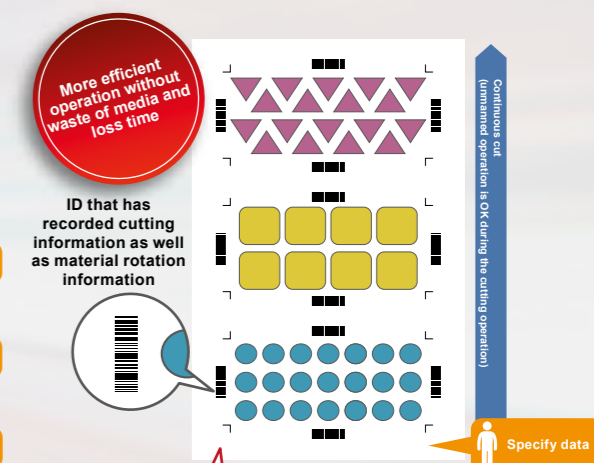 More efficient
operation without
waste of media and
loss time
ID that has
recorded cutting
information as well
as material rotation
information
Continuous cut
(unmanned operation is OK during the cutting operation)
Specify data